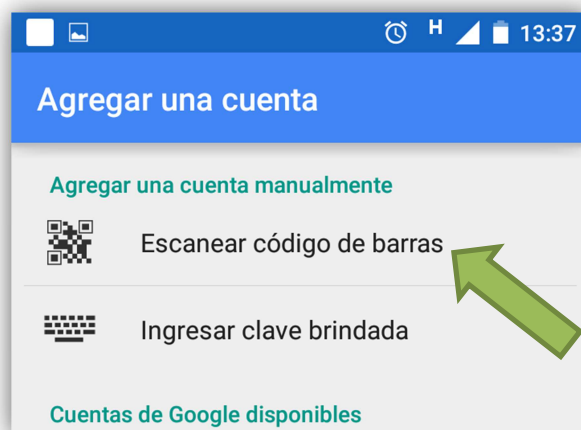 H 13:37
Agregar una cuenta
Agregar una cuenta manualmente
Escanear código de barras
Ingresar clave brindada
Cuentas de Google disponibles